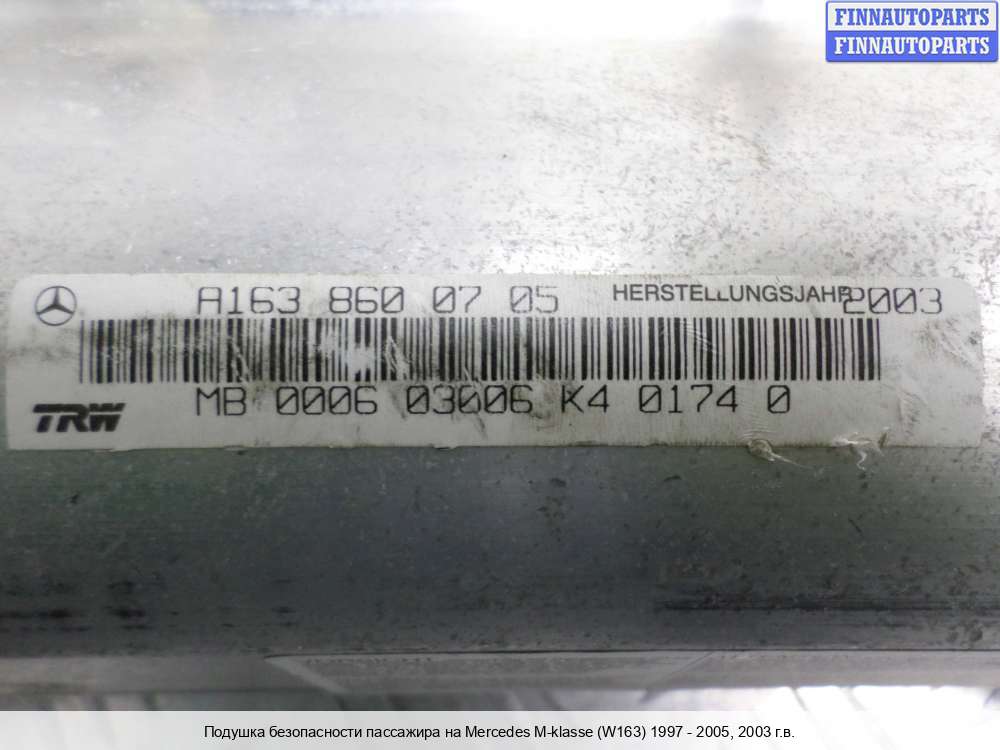 FINNAUTOPARTS
FINNAUTOPARTS
A163 860 07 05 HERSTELLUNGSJAHR 2003
MB 0006 03006 K4 0174 0
TRW
Подушка безопасности пассажира на Mercedes M-klasse (W163) 1997 - 2005, 2003 г.в.